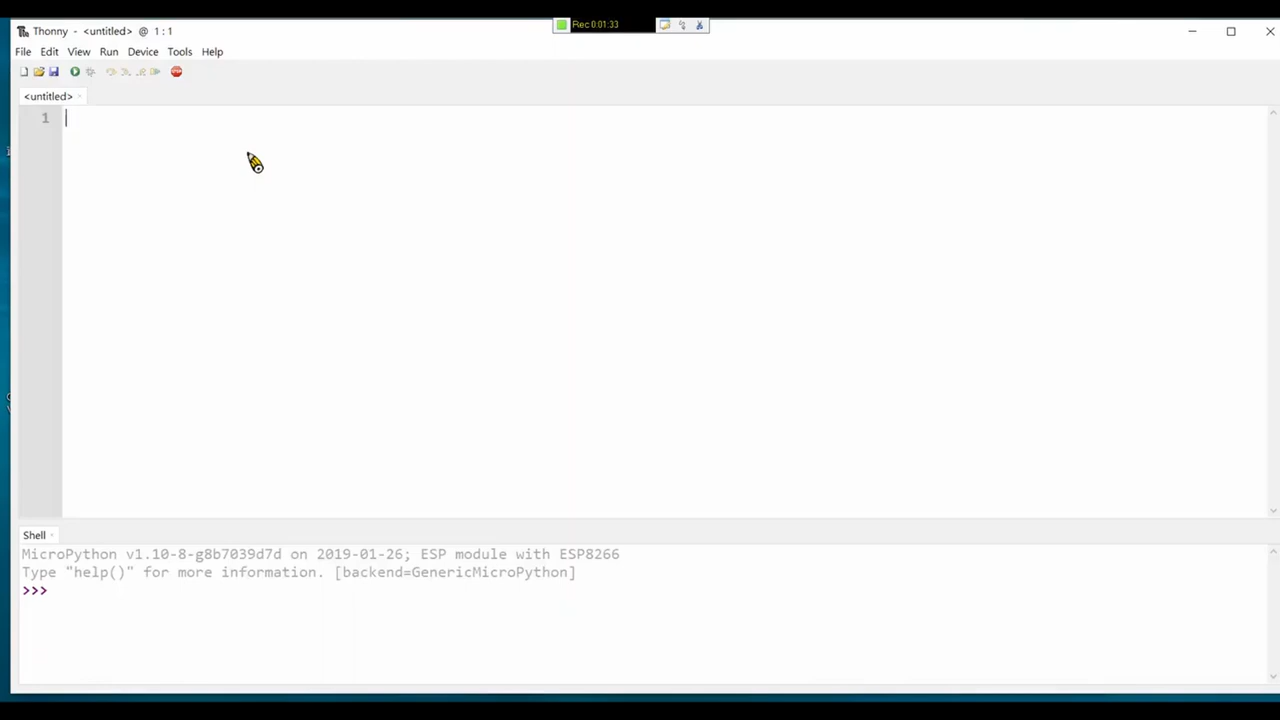 Rec 0:01:33
Thonny - <untitled> @ 1 : 1
File Edit View Run Device Tools Help
STOP
<untitled>
1
Shell
MicroPython v1.10-8-g8b7039d7d on 2019-01-26; ESP module with ESP8266
Type "help()" for more information. [backend=GenericMicroPython]
>>>